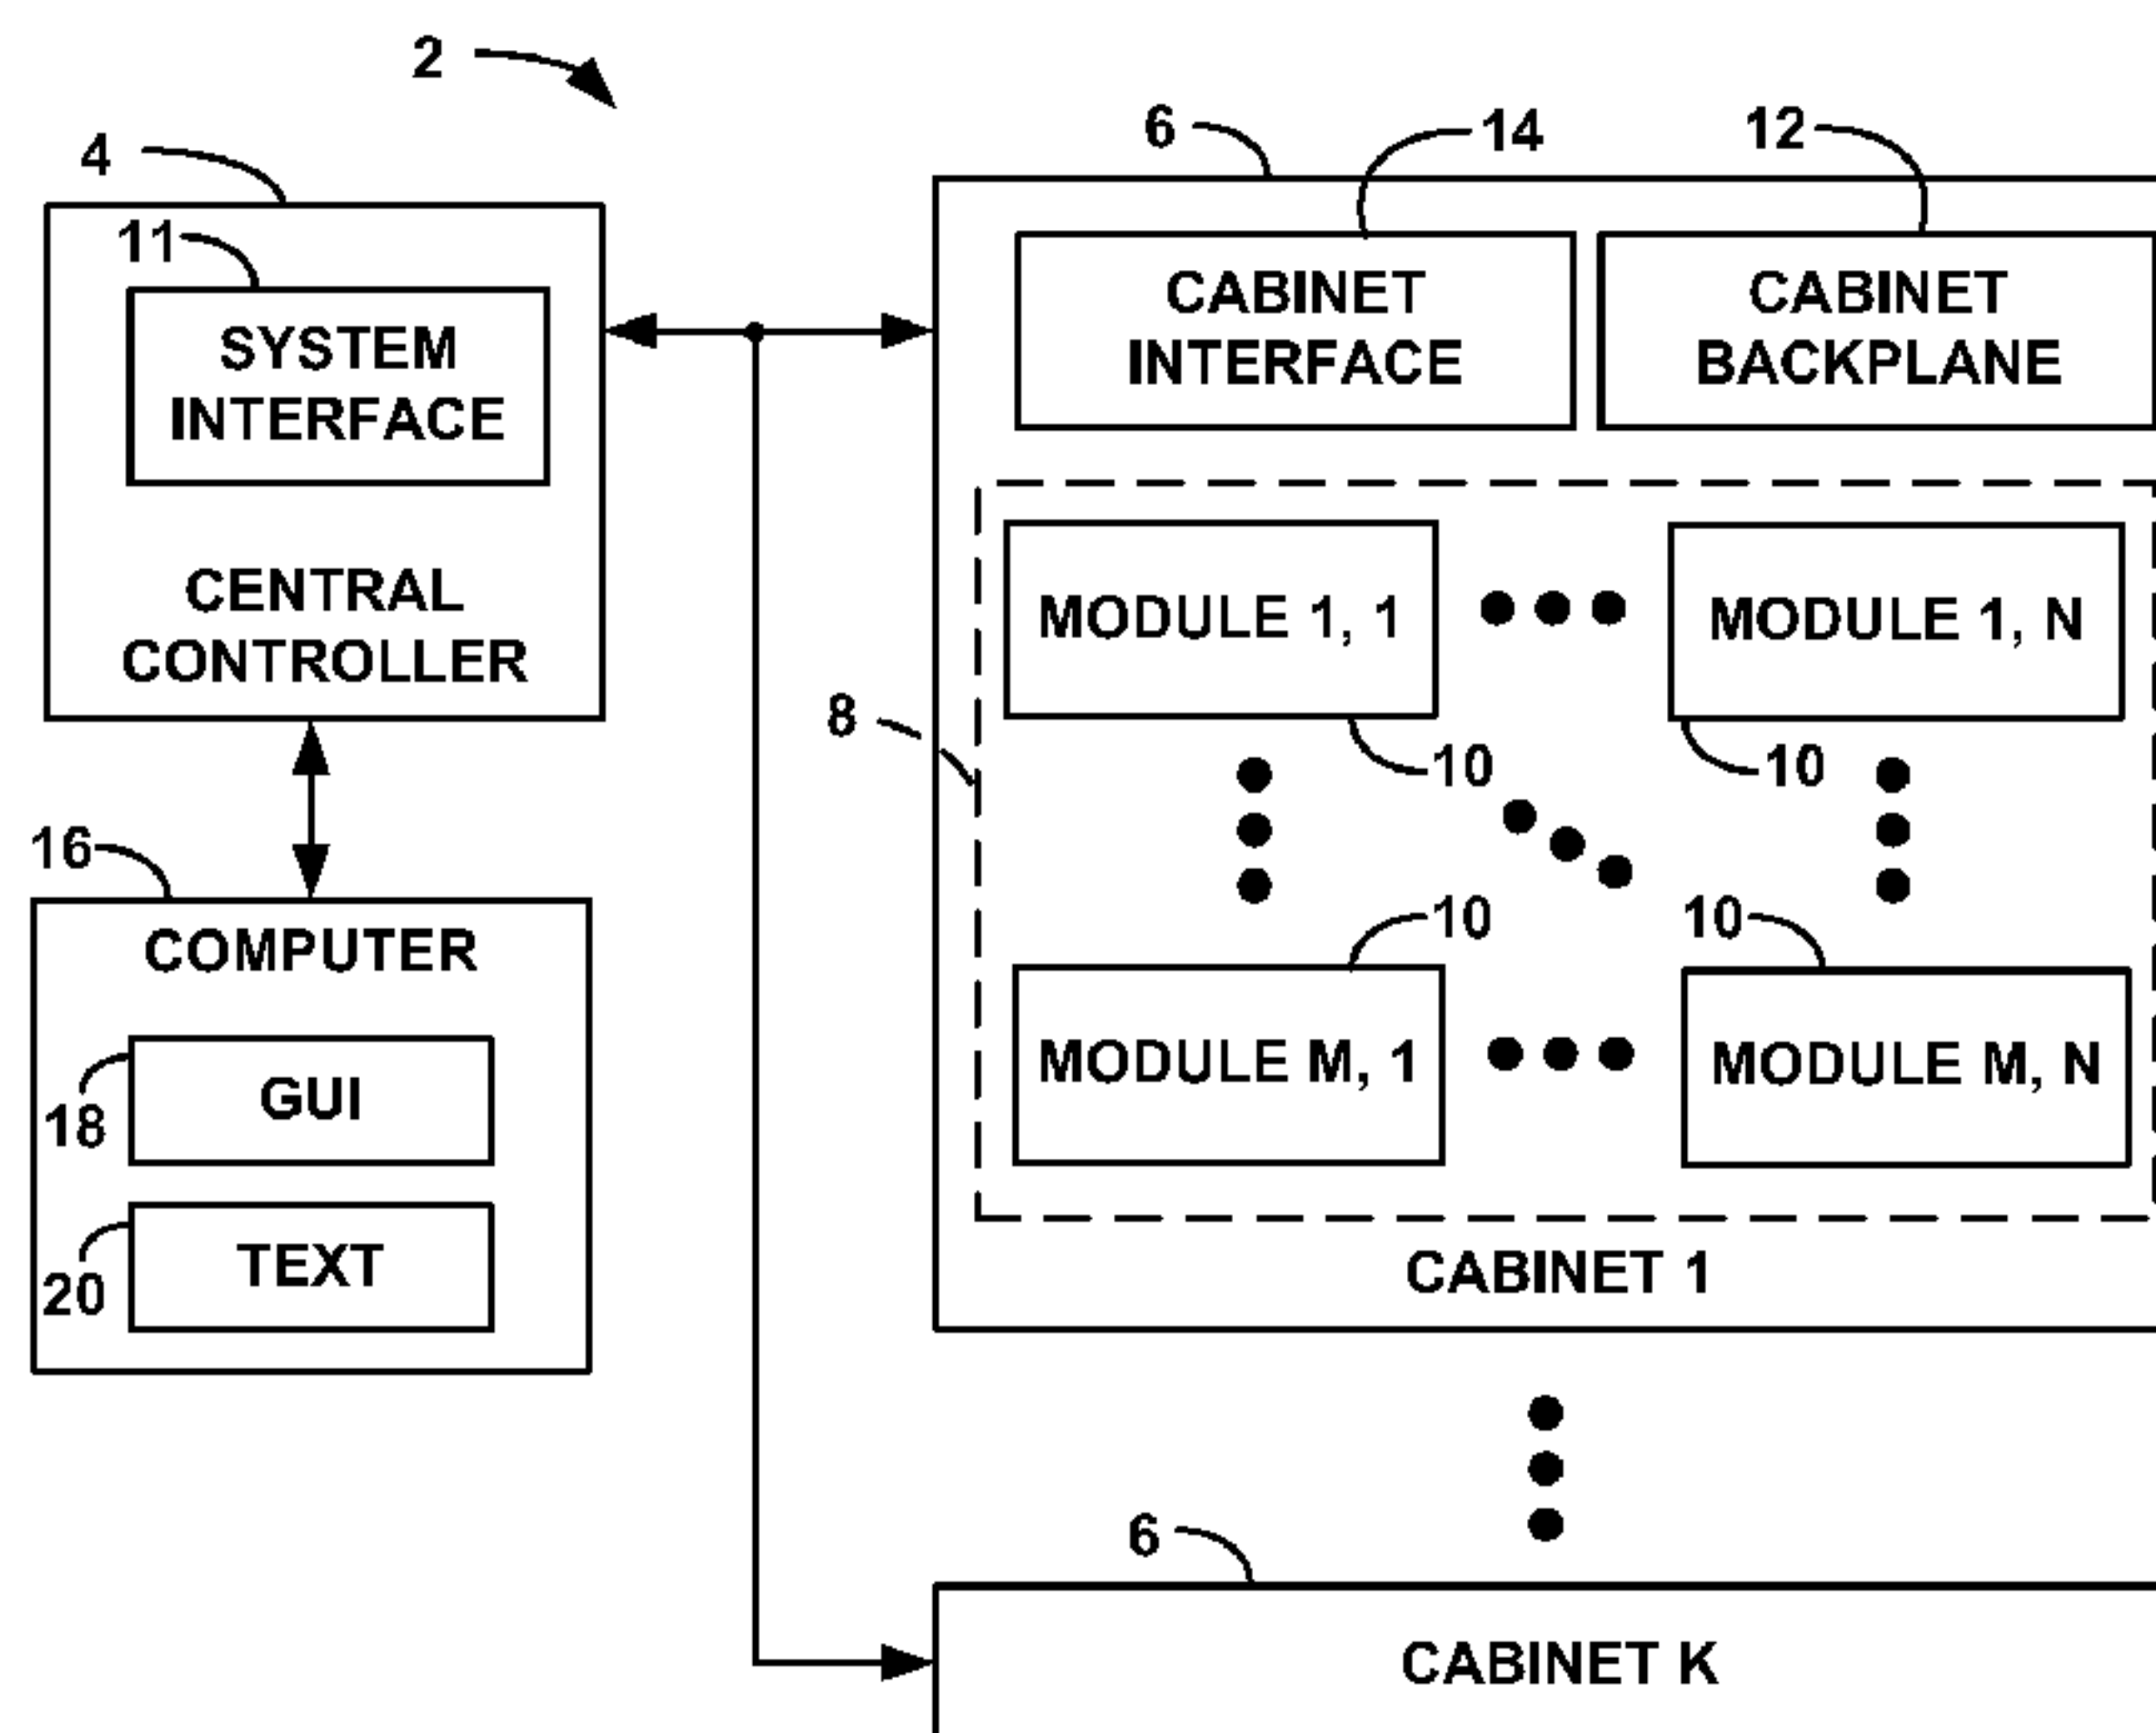 2
4
11
SYSTEM
INTERFACE
CENTRAL
CONTROLLER
16
COMPUTER
18
GUI
20
TEXT
6
14
12
CABINET
INTERFACE
CABINET
BACKPLANE
8
MODULE 1, 1
MODULE 1, N
10
10
10
10
MODULE M, 1
MODULE M, N
CABINET 1
6
CABINET K